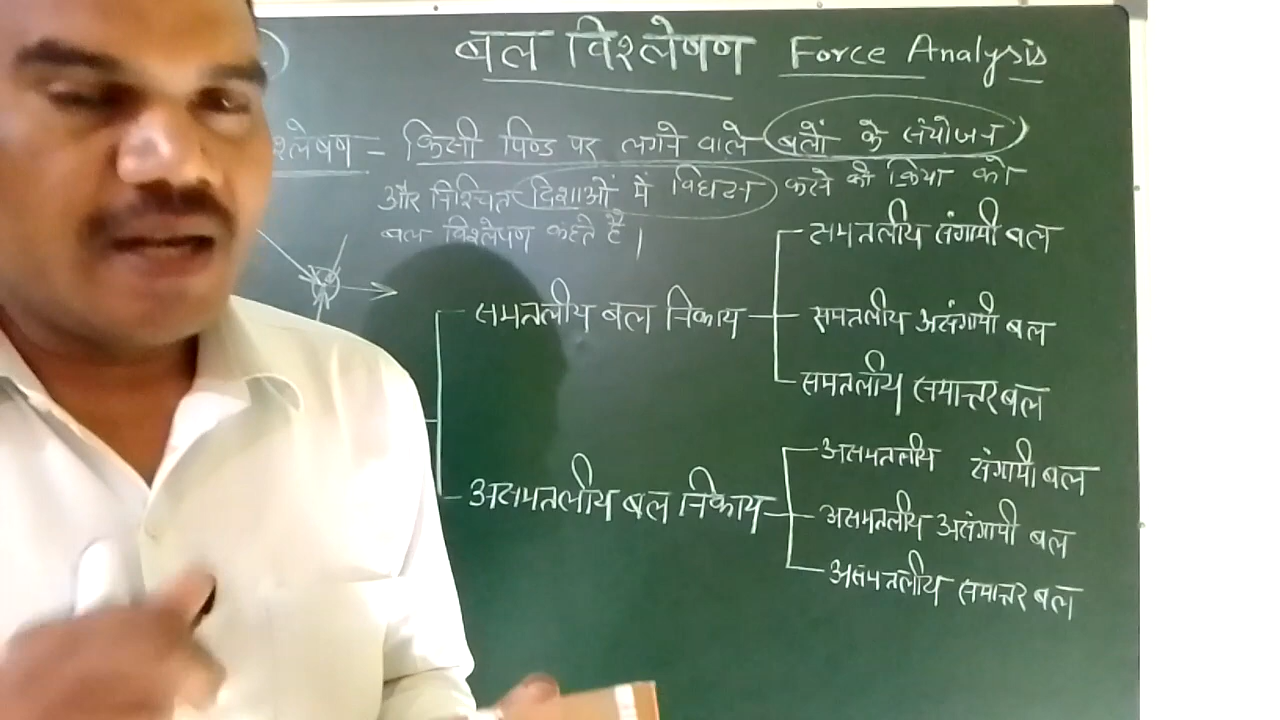 बल विश्लेषण Force Analysis
श्लेषण - किसी पिण्ड पर लगने वाले बलों के संयोजन
और निश्चित दिशाओं में विघटन करने की क्रिया को
बल विश्लेषण कहते है।
समतलीय बल निकाय
समतलीय संगामी बल
समतलीय असंगामी बल
समतलीय समान्तर बल
असमतलीय बल निकाय
असमतलीय संगामी बल
असमतलीय असंगामी बल
असमतलीय समान्तर बल